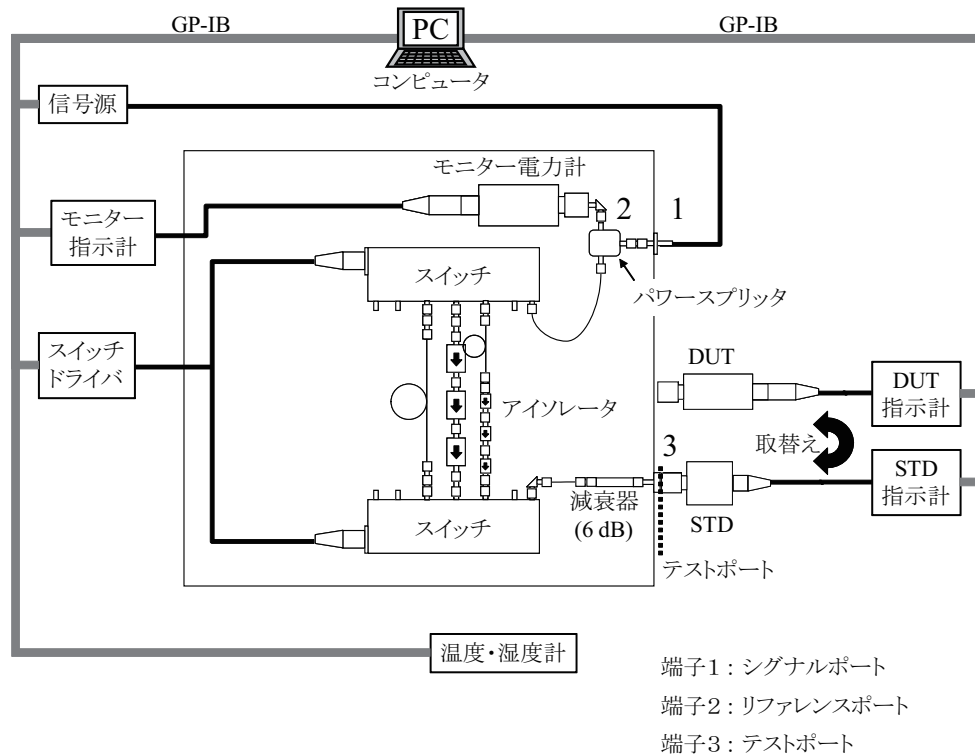 GP-IB
PC
GP-IB
コンピュータ
信号源
モニター電力計
2
1
モニター
指示計
スイッチ
パワースプリッタ
スイッチ
ドライバ
DUT
DUT
指示計
アイソレータ
取替え
3
STD
指示計
減衰器
(6 dB)
STD
スイッチ
テストポート
温度・湿度計
端子1 : シグナルポート
端子2 : リファレンスポート
端子3 : テストポート